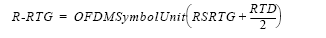 R-RTG = OFDMSymbolUnit(RSRTG + RTD/2)